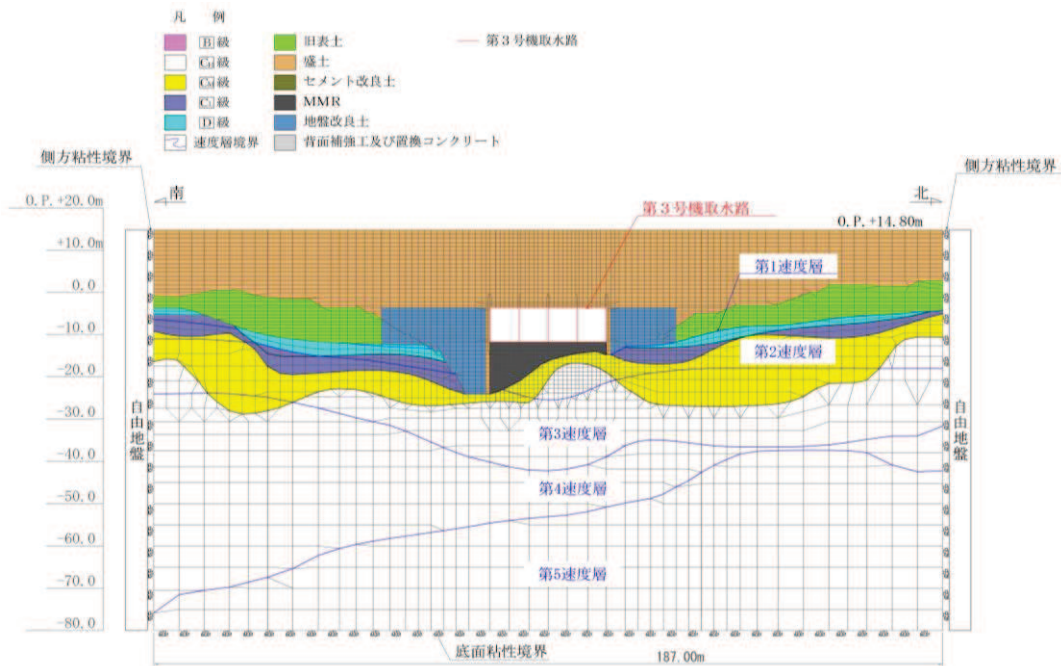 凡 例
B級
CH級
CM級
CL級
D級
速度層境界
旧表土
盛土
セメント改良土
MMR
地盤改良土
背面補強工及び置換コンクリート
第3号機取水路
側方粘性境界
側方粘性境界
南
北
O.P.+20.0m
+10.0m
0.0
-10.0
-20.0
-30.0
-40.0
-50.0
-60.0
-70.0
-80.0
第3号機取水路
O.P.+14.80m
第1速度層
第2速度層
第3速度層
第4速度層
第5速度層
自由地盤
自由地盤
底面粘性境界
187.00m